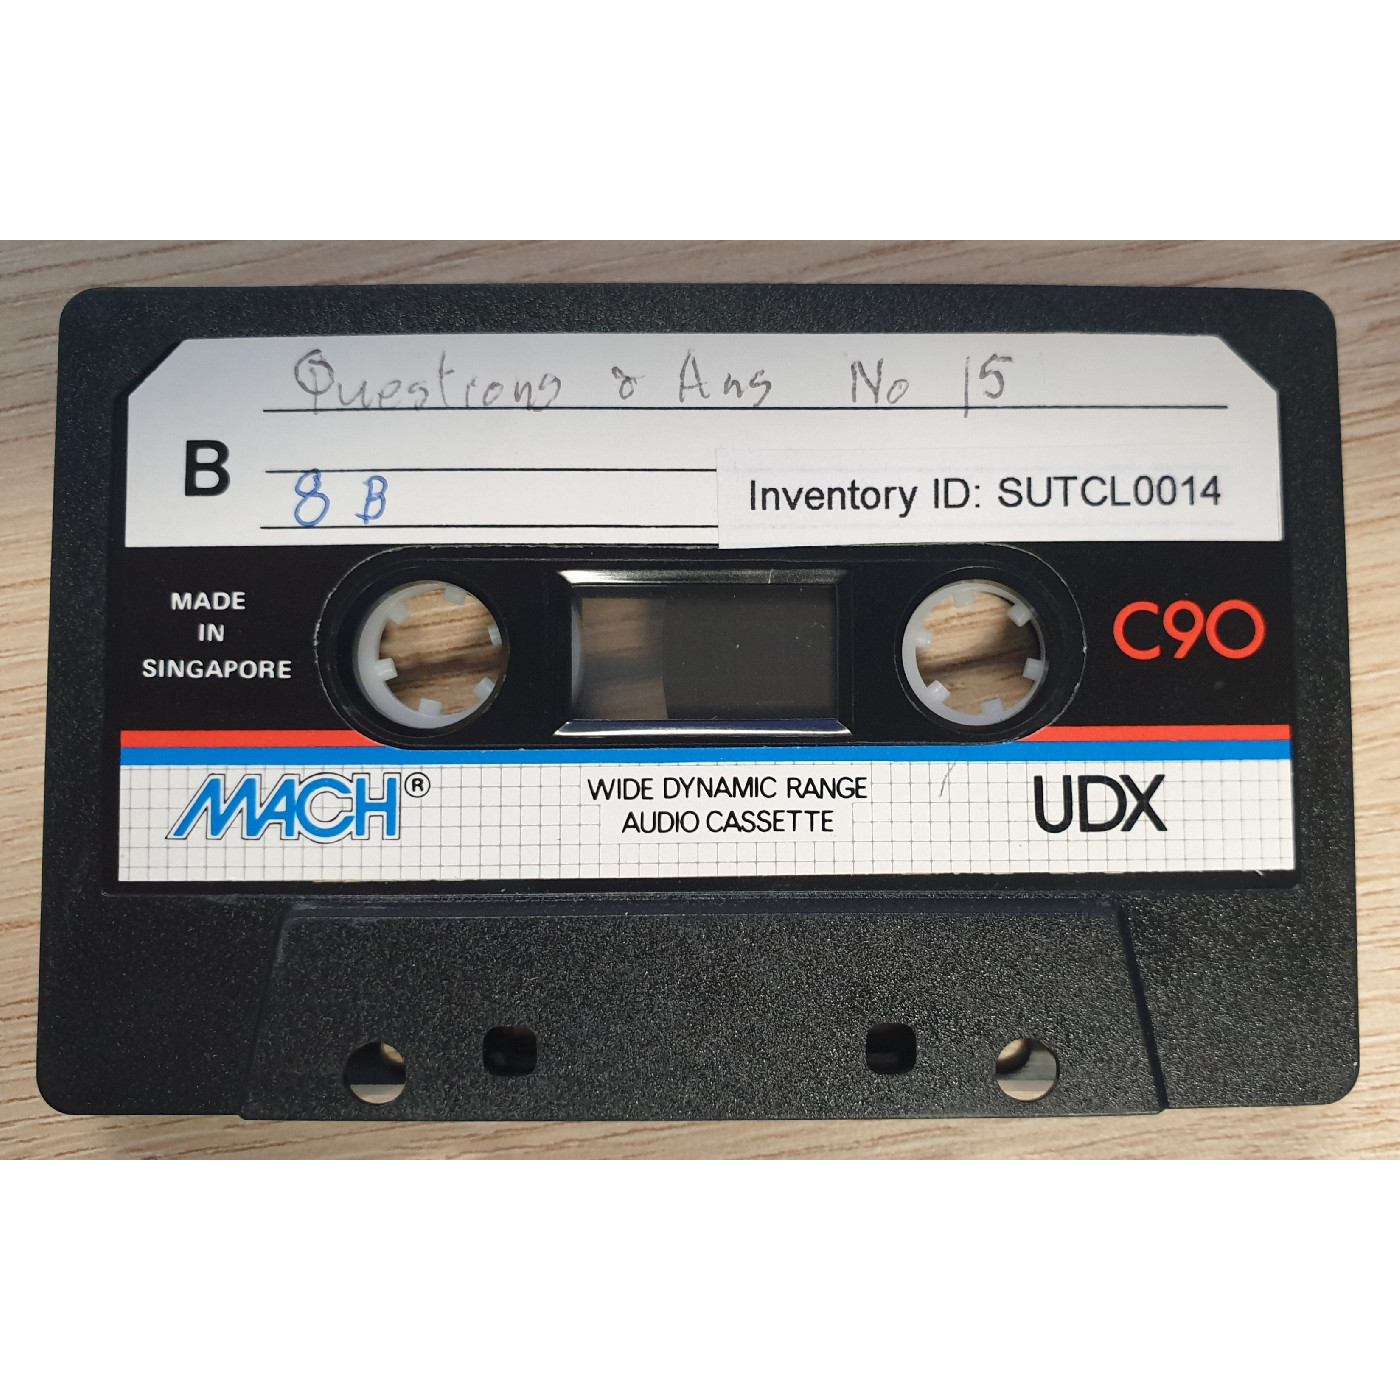 Questions & Ans No 15
B
8 B
Inventory ID: SUTCL0014
MADE
IN
SINGAPORE
C90
MACH®
WIDE DYNAMIC RANGE
AUDIO CASSETTE
UDX